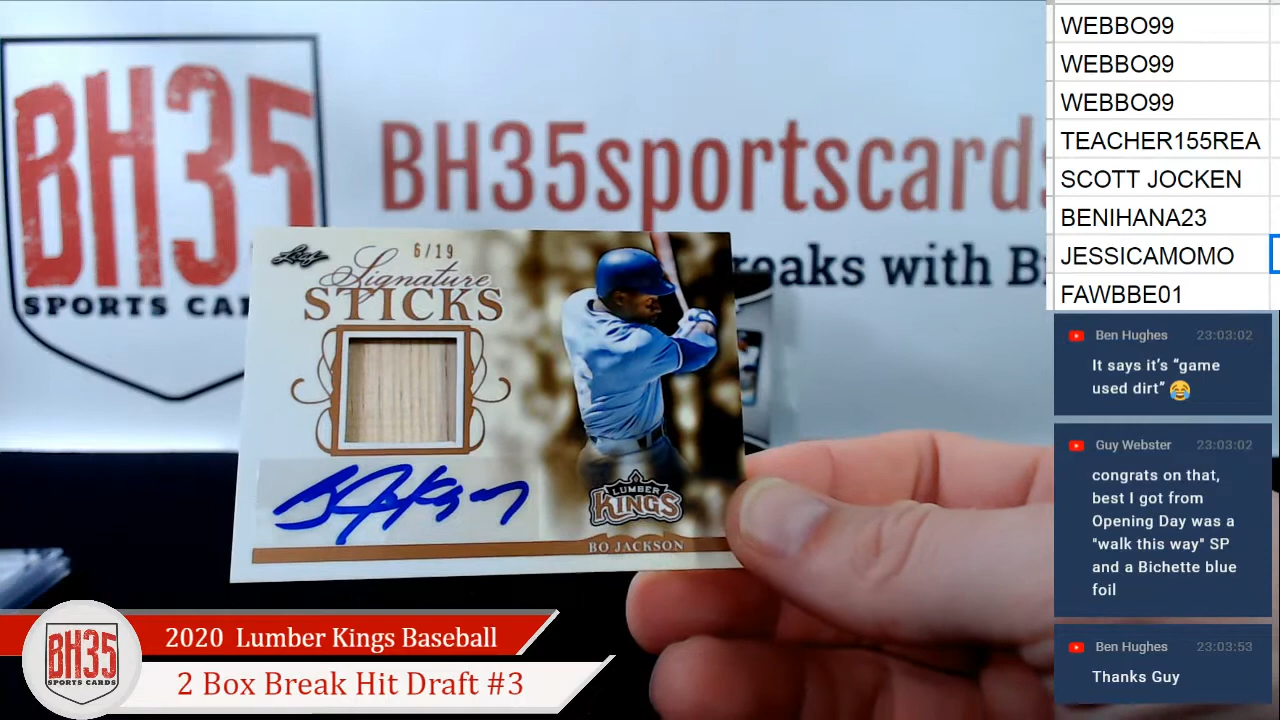 BH35
SPORTS CAR
BH35sportscards
reaks with B
Leaf
6/19
Signature
STICKS
LUMBER
KINGS
BO JACKSON
2020 Lumber Kings Baseball
2 Box Break Hit Draft #3
BH35
SPORTS CARDS
WEBBO99
WEBBO99
WEBBO99
TEACHER155REA
SCOTT JOCKEN
BENIHANA23
JESSICAMOMO
FAWBBE01
Ben Hughes 23:03:02
It says it’s “game
used dirt” 😂
Guy Webster 23:03:02
congrats on that,
best I got from
Opening Day was a
"walk this way" SP
and a Bichette blue
foil
Ben Hughes 23:03:53
Thanks Guy